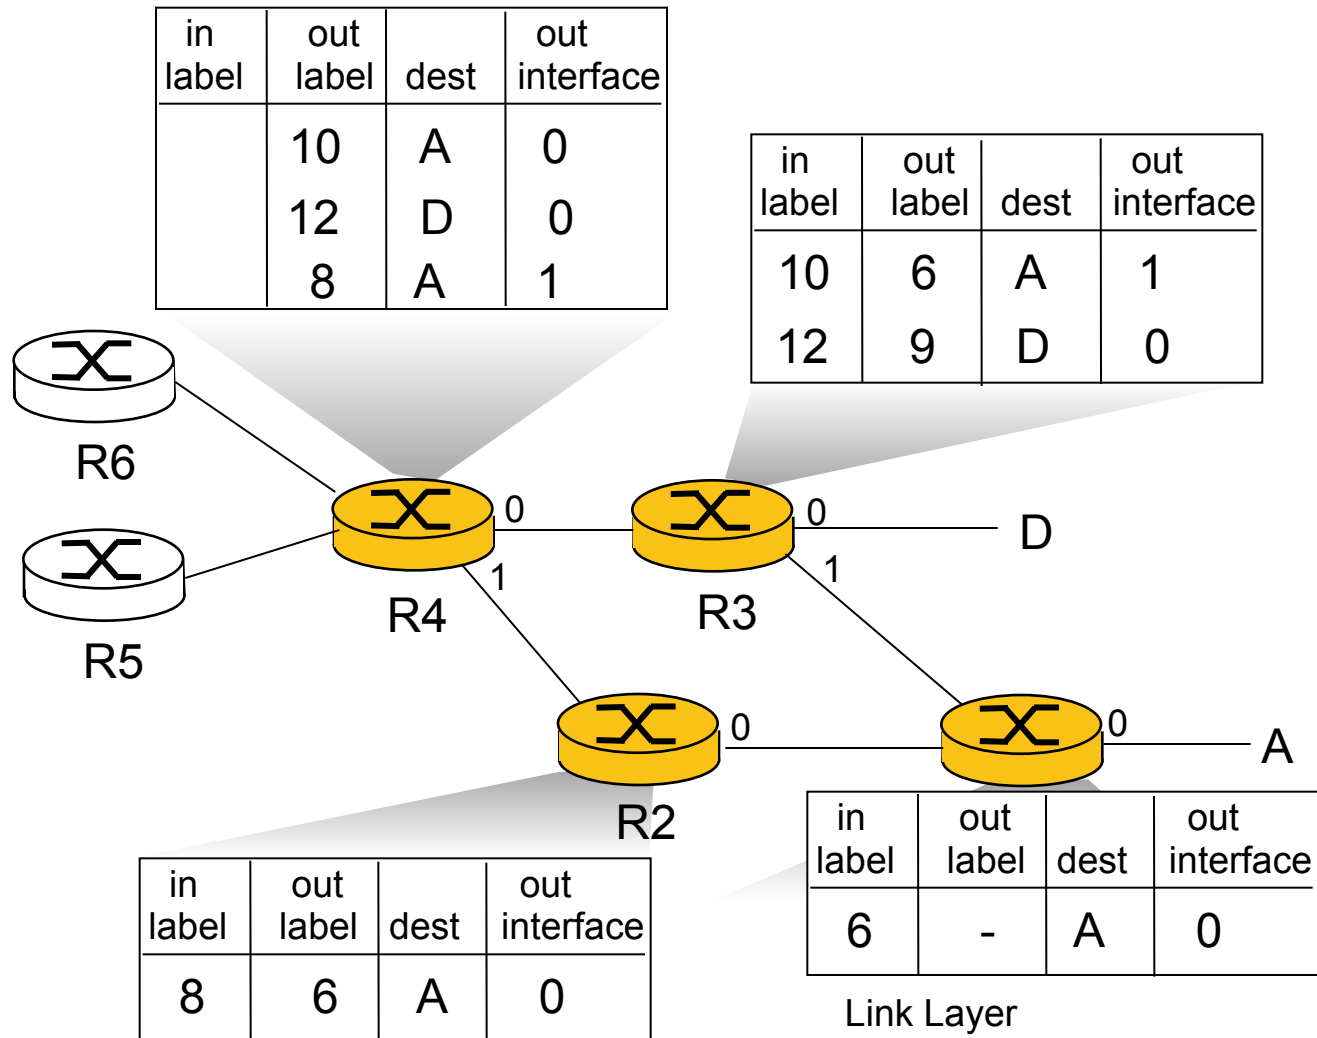 in out out
label label dest interface
10 A 0
12 D 0
8 A 1
in out out
label label dest interface
10 6 A 1
12 9 D 0
R6
R5
R4
0
1
R3
0
1
D
R2
0
0
A
in out out
label label dest interface
8 6 A 0
in out out
label label dest interface
6 - A 0
Link Layer